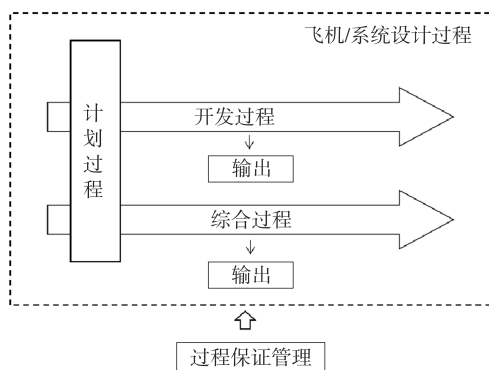 飞机/系统设计过程
计划过程
开发过程
输出
综合过程
输出
过程保证管理